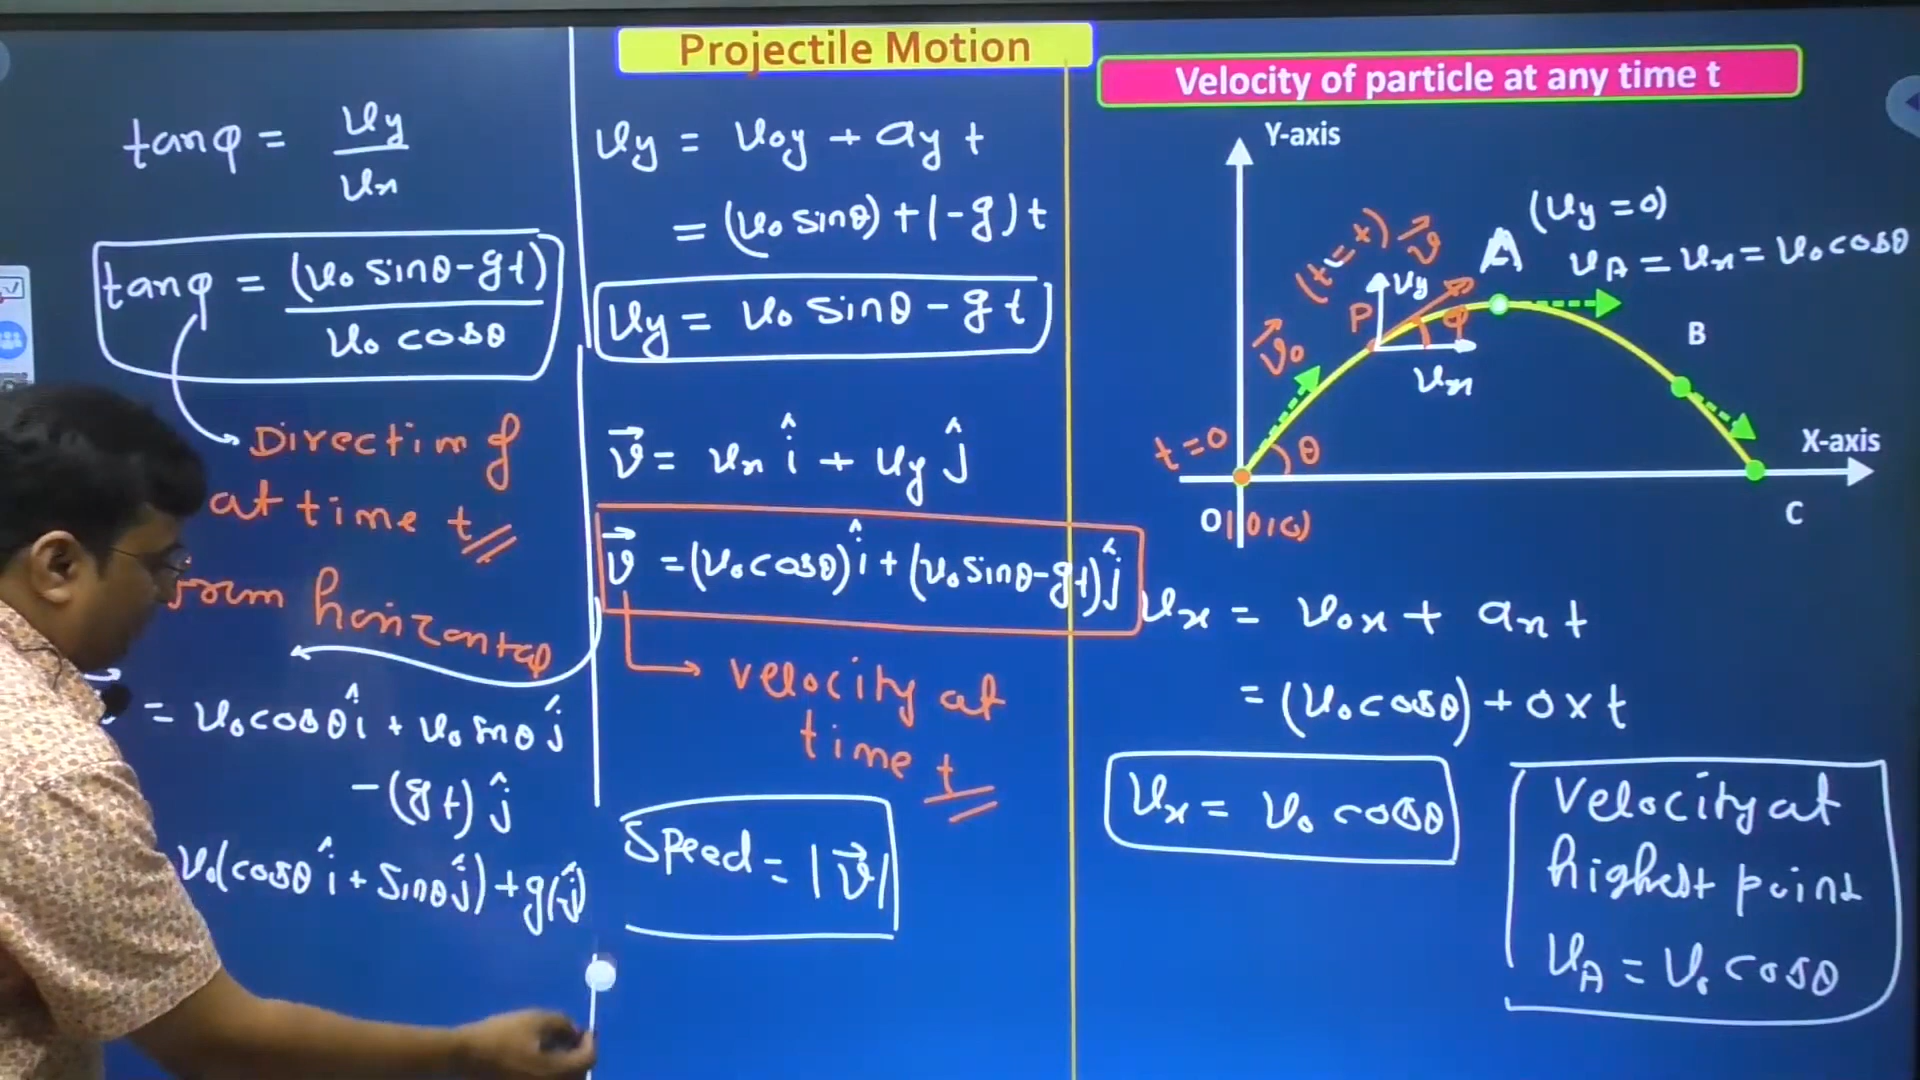 Projectile Motion
Velocity of particle at any time t
tanφ = vy / vx
tanφ = (v₀ sinθ-gt) / v₀ cosθ
Direction of
at time t
from horizontal
= v₀cosθî + v₀ sinθ ĵ
-(gt) ĵ
v₀(cosθ î + sinθ ĵ) + g(-ĵ)
vy = v₀y + ay t
= (v₀ sinθ) + (-g) t
vy = v₀ sinθ - gt
v⃗ = vx î + vy ĵ
v⃗ = (v₀cosθ) î + (v₀sinθ-gt) ĵ
velocity at
time t
Speed = |v⃗|
Y-axis
(vy = 0)
vA = vx = v₀cosθ
(t = t)
v⃗
A
vy
P
φ
vx
B
v⃗₀
t=0
θ
X-axis
O
C
vx = v₀x + ax t
= (v₀cosθ) + 0 x t
vx = v₀ cosθ
velocity at
highest point
vA = v₀ cosθ